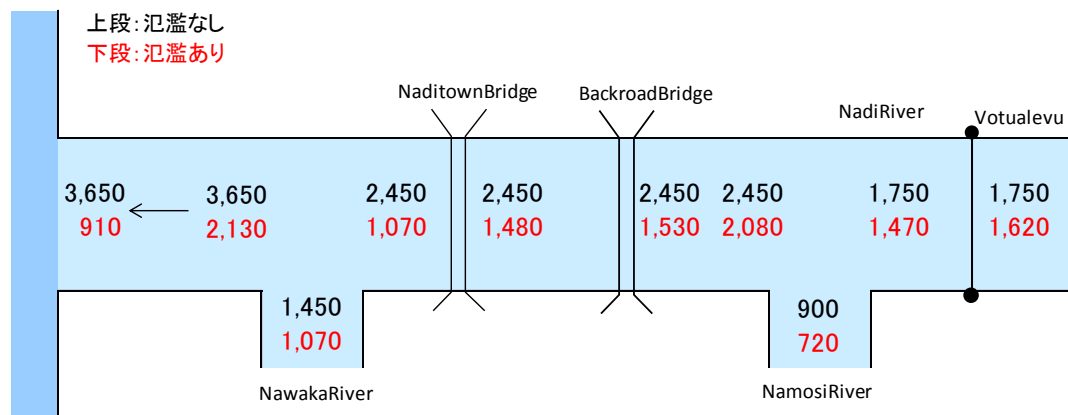 上段：氾濫なし
下段：氾濫あり
NaditownBridge
BackroadBridge
NadiRiver
Votualevu
3,650 3,650 2,450 2,450 2,450 2,450 1,750 1,750
910 2,130 1,070 1,480 1,530 2,080 1,470 1,620
1,450 900
1,070 720
NawakaRiver NamosiRiver